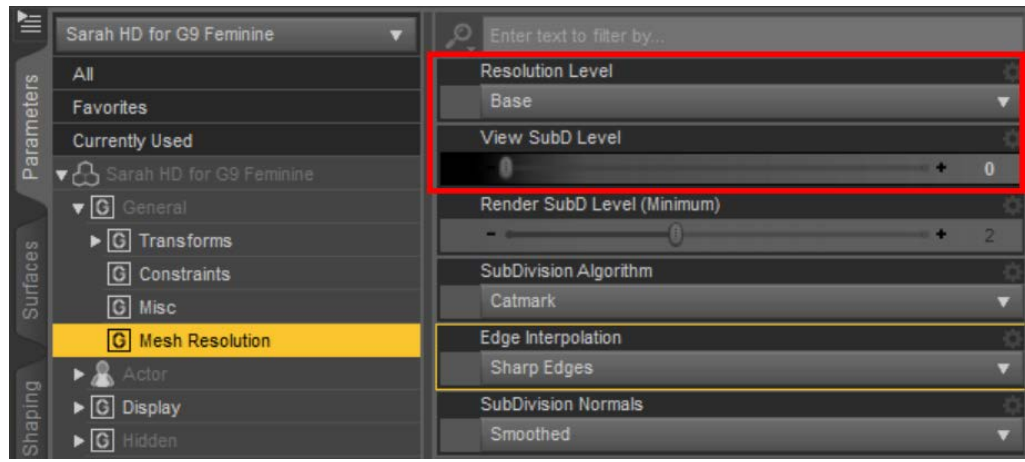 Parameters
Surfaces
Shaping
Sarah HD for G9 Feminine
All
Favorites
Currently Used
Sarah HD for G9 Feminine
G General
G Transforms
G Constraints
G Misc
G Mesh Resolution
Actor
G Display
G Hidden
Enter text to filter by...
Resolution Level
Base
View SubD Level
0
Render SubD Level (Minimum)
- + 2
SubDivision Algorithm
Catmark
Edge Interpolation
Sharp Edges
SubDivision Normals
Smoothed